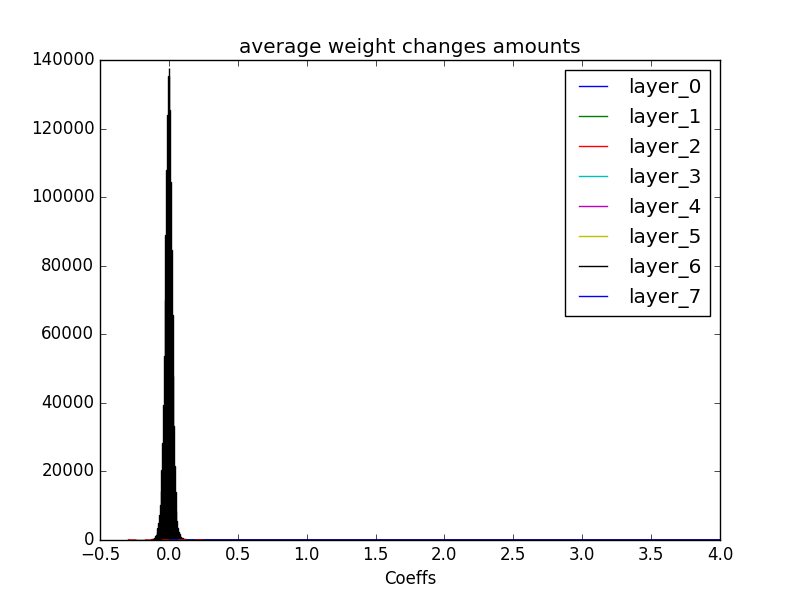 average weight changes amounts
140000
120000
100000
80000
60000
40000
20000
0
−0.5 0.0 0.5 1.0 1.5 2.0 2.5 3.0 3.5 4.0
Coeffs
layer_0
layer_1
layer_2
layer_3
layer_4
layer_5
layer_6
layer_7